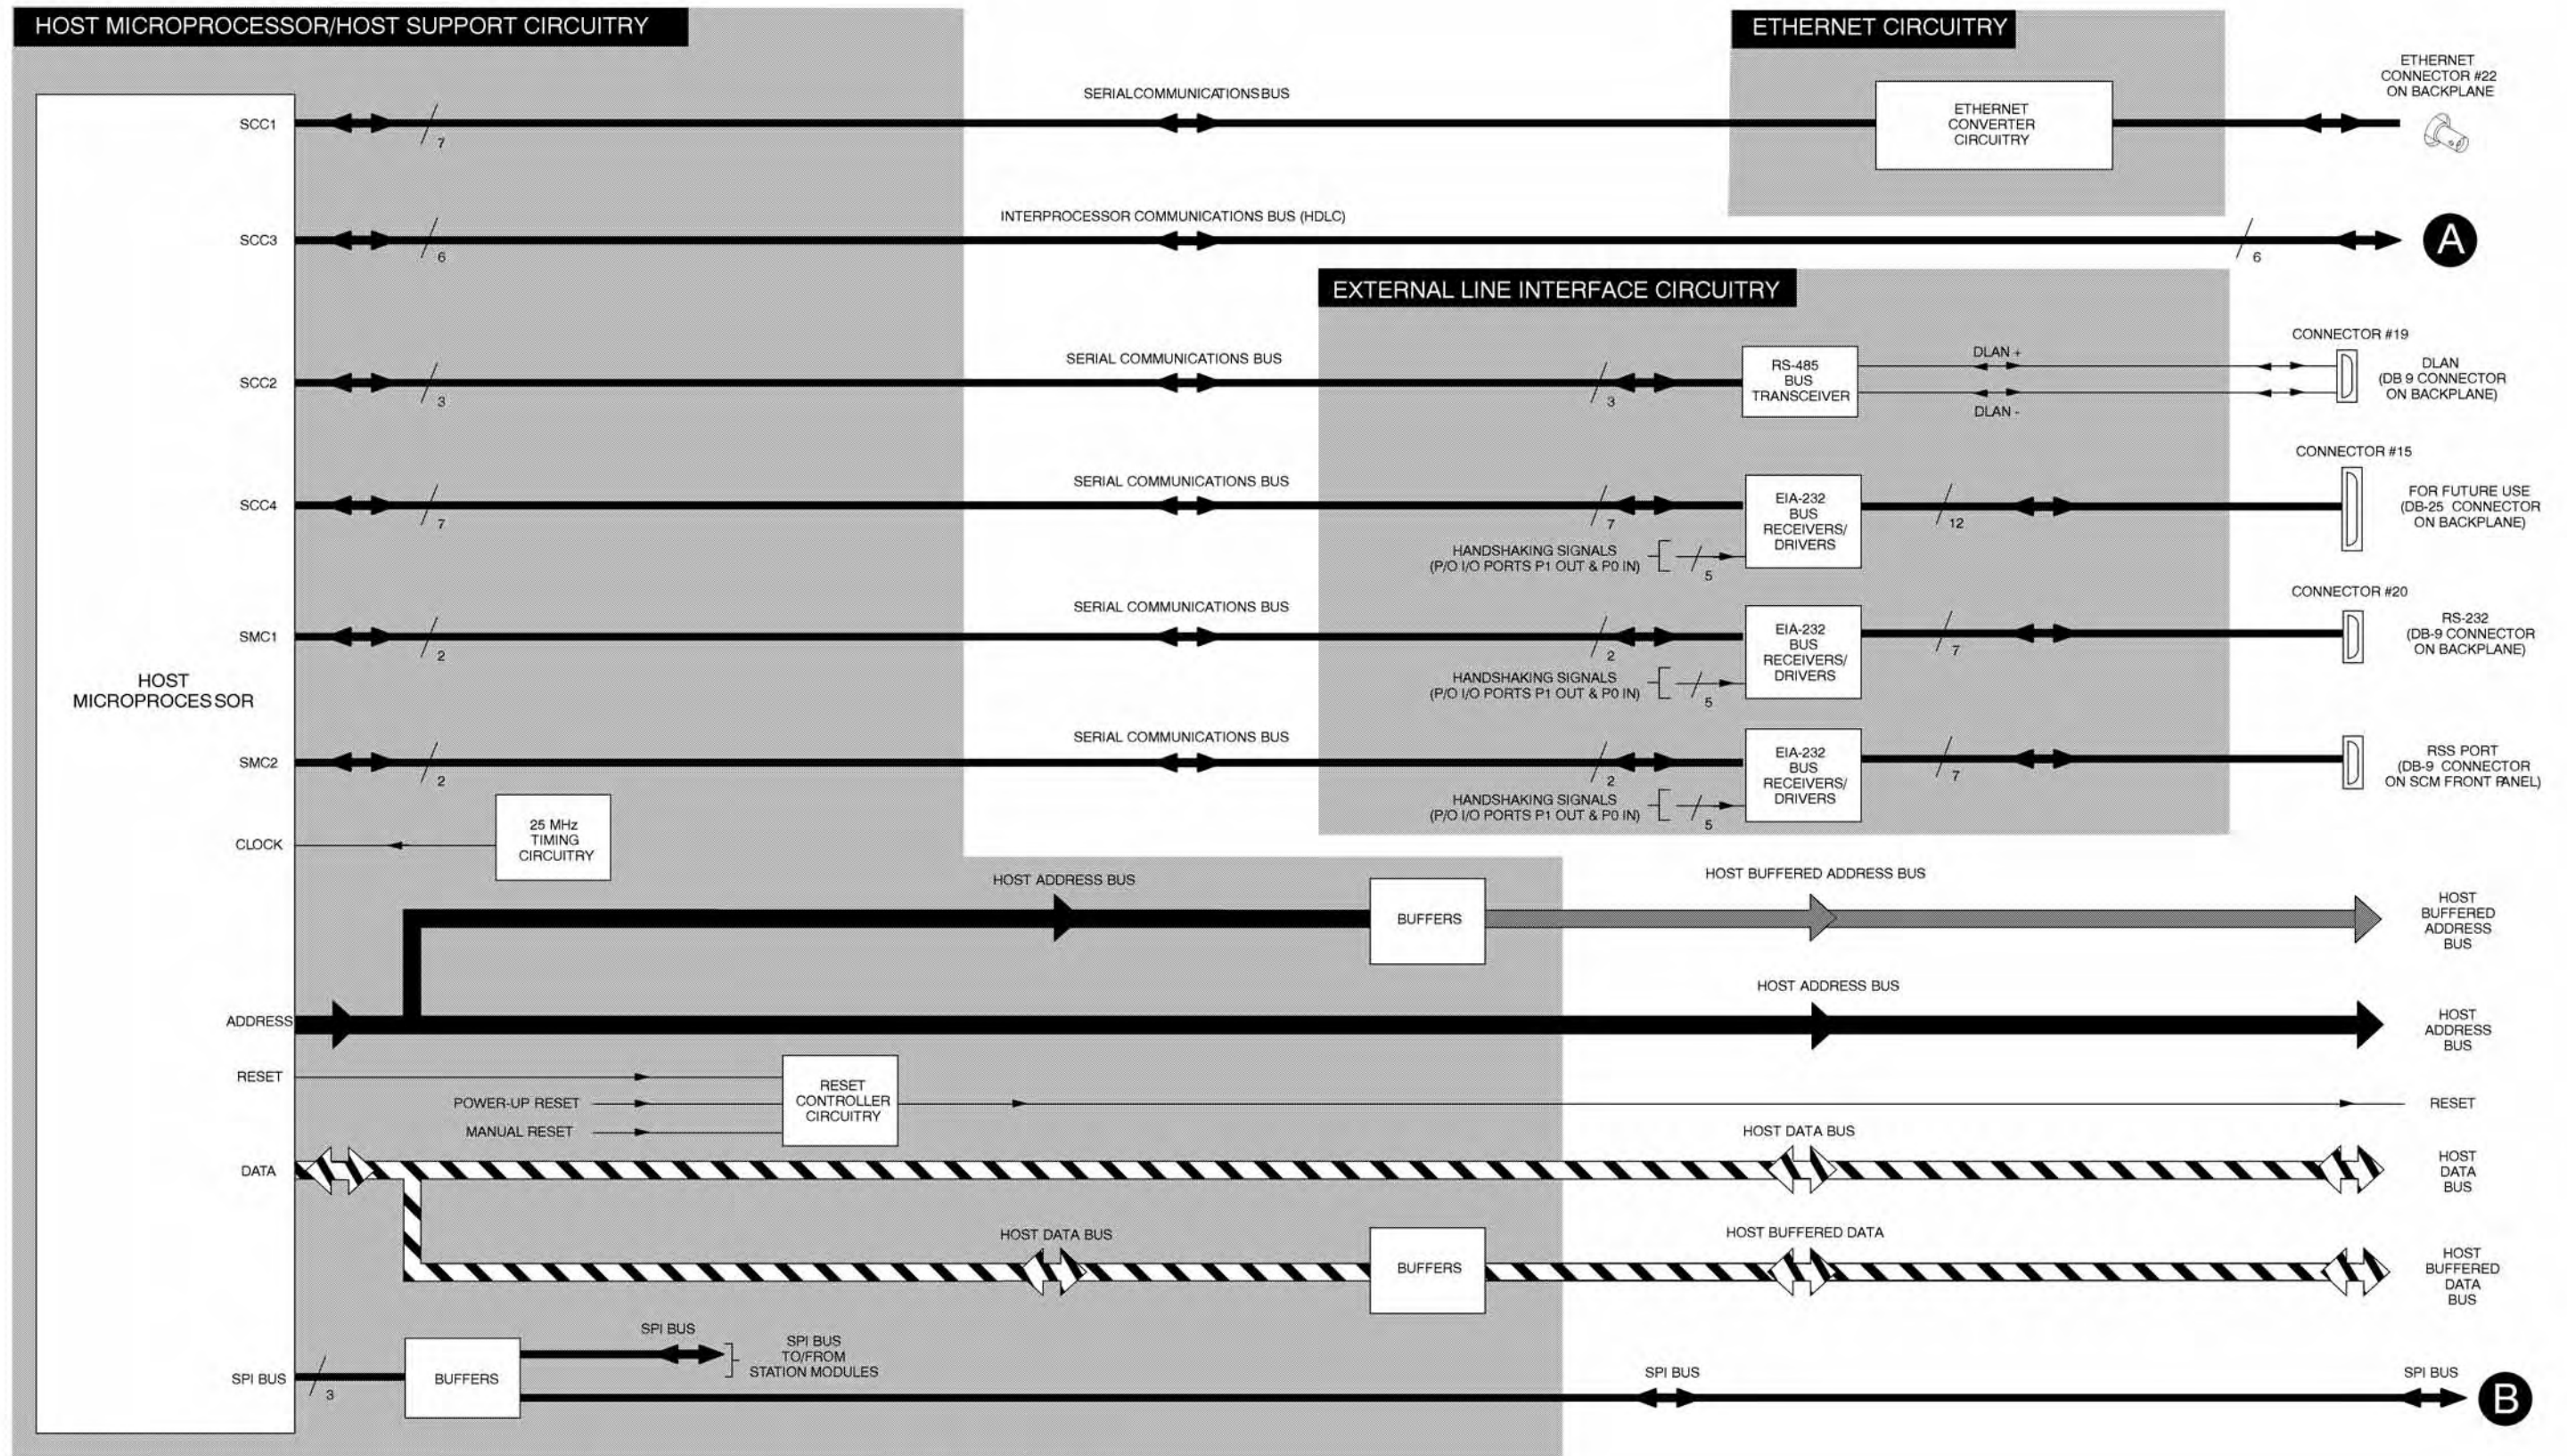 HOST MICROPROCESSOR/HOST SUPPORT CIRCUITRY
ETHERNET CIRCUITRY
ETHERNET
CONNECTOR #22
ON BACKPLANE
SCC1
7
SERIALCOMMUNICATIONSBUS
ETHERNET
CONVERTER
CIRCUITRY
SCC3
6
INTERPROCESSOR COMMUNICATIONS BUS (HDLC)
6
A
EXTERNAL LINE INTERFACE CIRCUITRY
SCC2
3
SERIAL COMMUNICATIONS BUS
3
RS-485
BUS
TRANSCEIVER
DLAN +
DLAN -
CONNECTOR #19
DLAN
(DB 9 CONNECTOR
ON BACKPLANE)
SCC4
7
SERIAL COMMUNICATIONS BUS
7
HANDSHAKING SIGNALS
(P/O I/O PORTS P1 OUT & P0 IN)
5
EIA-232
BUS
RECEIVERS/
DRIVERS
12
CONNECTOR #15
FOR FUTURE USE
(DB-25 CONNECTOR
ON BACKPLANE)
SMC1
2
SERIAL COMMUNICATIONS BUS
2
HANDSHAKING SIGNALS
(P/O I/O PORTS P1 OUT & P0 IN)
5
EIA-232
BUS
RECEIVERS/
DRIVERS
7
CONNECTOR #20
RS-232
(DB-9 CONNECTOR
ON BACKPLANE)
HOST
MICROPROCESSOR
SMC2
2
SERIAL COMMUNICATIONS BUS
2
HANDSHAKING SIGNALS
(P/O I/O PORTS P1 OUT & P0 IN)
5
EIA-232
BUS
RECEIVERS/
DRIVERS
7
RSS PORT
(DB-9 CONNECTOR
ON SCM FRONT PANEL)
CLOCK
25 MHz
TIMING
CIRCUITRY
HOST ADDRESS BUS
BUFFERS
HOST BUFFERED ADDRESS BUS
HOST
BUFFERED
ADDRESS
BUS
ADDRESS
HOST ADDRESS BUS
HOST
ADDRESS
BUS
RESET
POWER-UP RESET
MANUAL RESET
RESET
CONTROLLER
CIRCUITRY
RESET
DATA
HOST DATA BUS
HOST
DATA
BUS
HOST DATA BUS
BUFFERS
HOST BUFFERED DATA
HOST
BUFFERED
DATA
BUS
SPI BUS
3
BUFFERS
SPI BUS
SPI BUS
TO/FROM
STATION MODULES
SPI BUS
SPI BUS
B